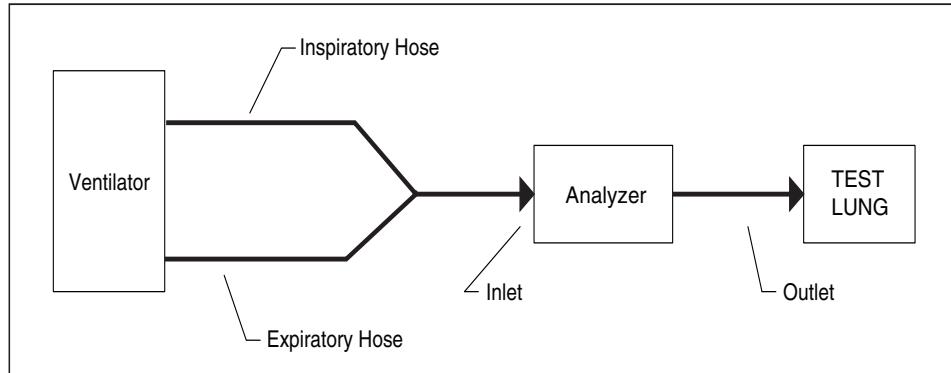 Inspiratory Hose
Ventilator
Analyzer
TEST
LUNG
Inlet
Outlet
Expiratory Hose